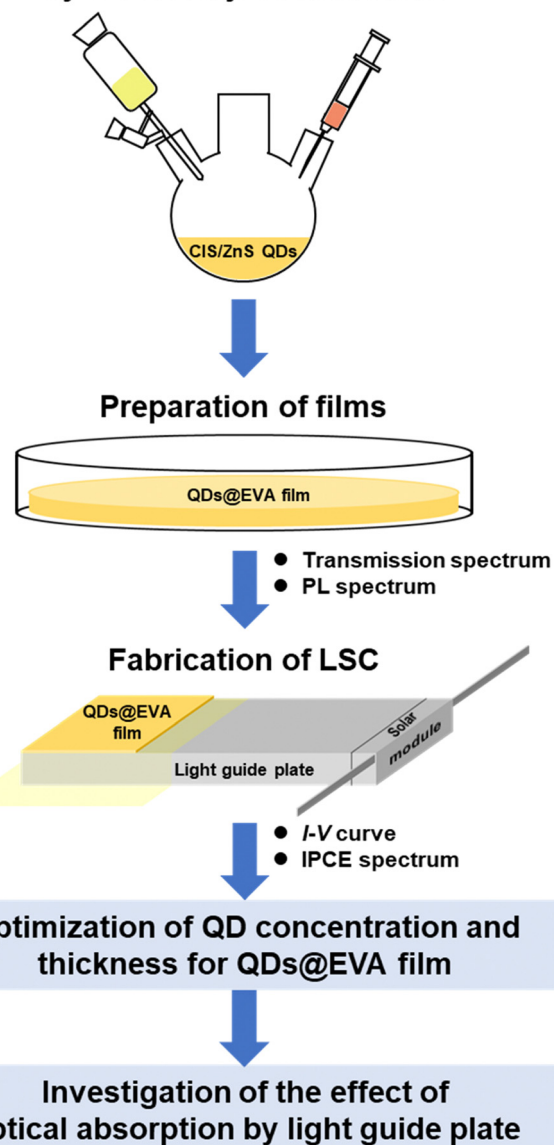 CIS/ZnS QDs
Preparation of films
QDs@EVA film
● Transmission spectrum
● PL spectrum
Fabrication of LSC
QDs@EVA
film
Solar
module
Light guide plate
● I-V curve
● IPCE spectrum
ptimization of QD concentration and
thickness for QDs@EVA film
Investigation of the effect of
ptical absorption by light guide plate